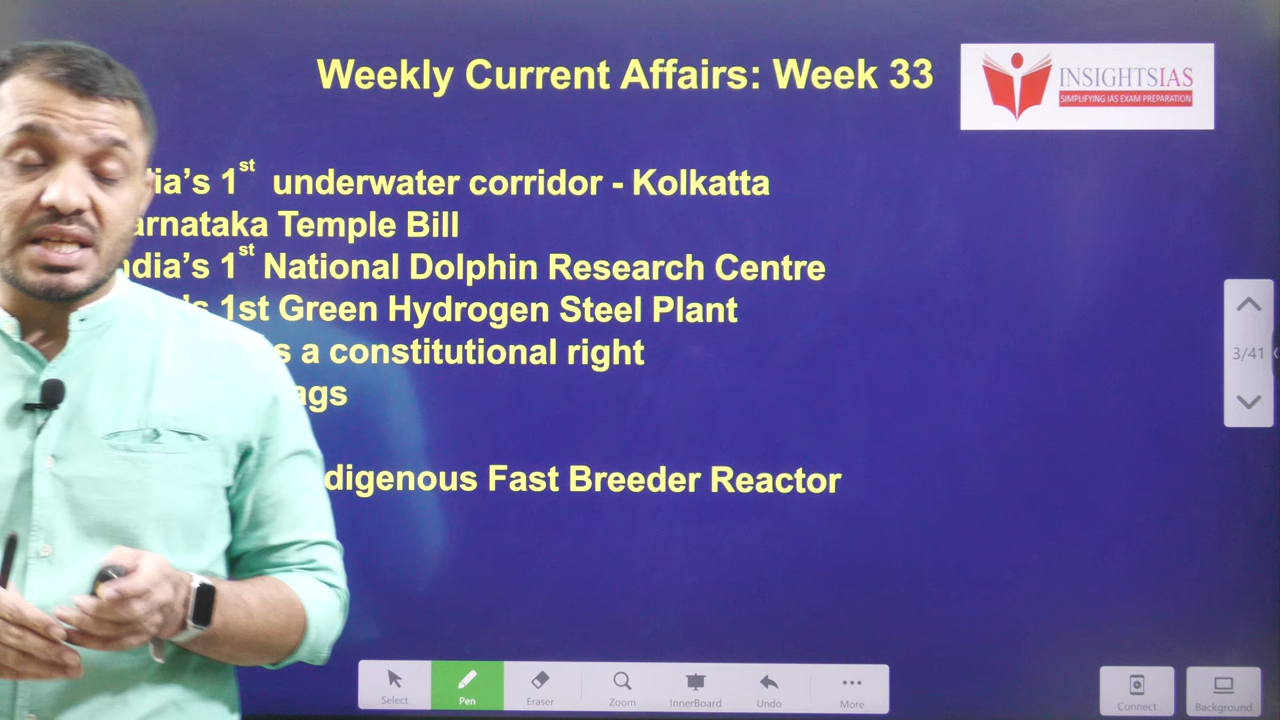 Weekly Current Affairs: Week 33
INSIGHTSIAS
SIMPLIFYING IAS EXAM PREPARATION
ia's 1st underwater corridor - Kolkatta
arnataka Temple Bill
ndia's 1st National Dolphin Research Centre
's 1st Green Hydrogen Steel Plant
s a constitutional right
ags
digenous Fast Breeder Reactor
3/41
Select
Pen
Eraser
Zoom
InnerBoard
Undo
More
Connect
Background